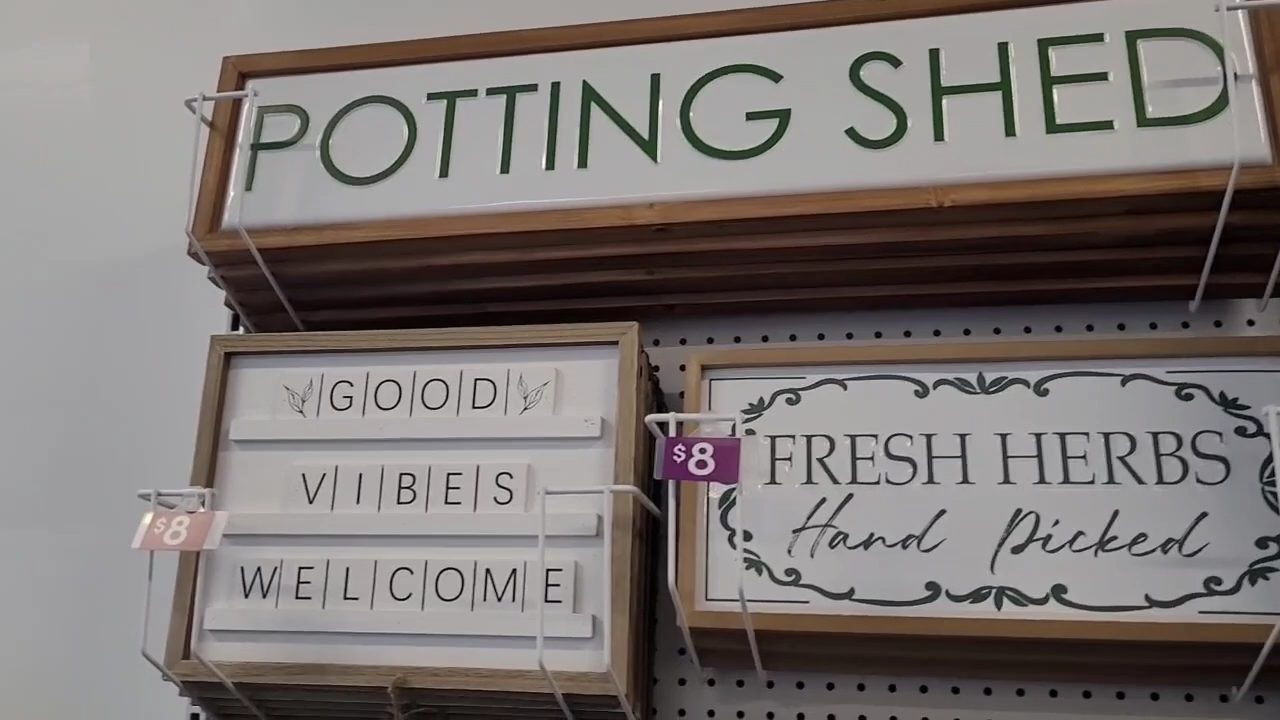 POTTING SHED
GOOD
VIBES
WELCOME
$8
$8
FRESH HERBS
Hand Picked